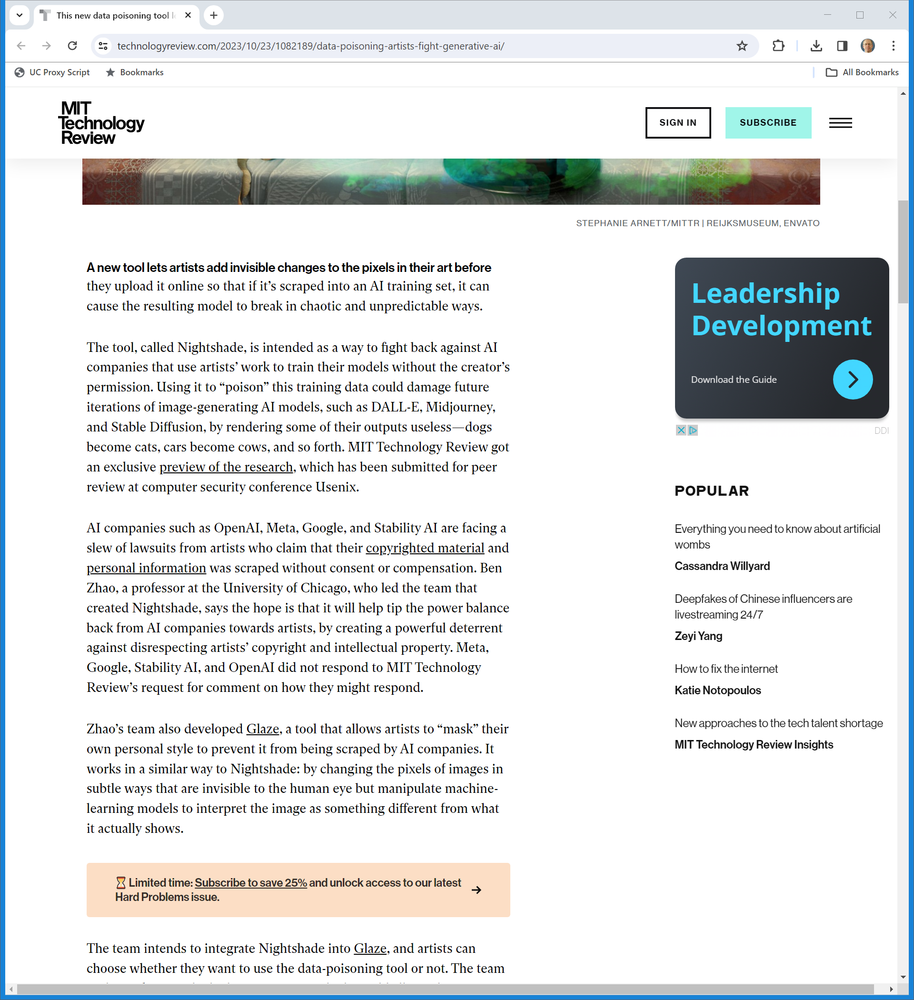 This new data poisoning tool
technologyreview.com/2023/10/23/1082189/data-poisoning-artists-fight-generative-ai/
UC Proxy Script
Bookmarks
All Bookmarks
MIT
Technology
Review
SIGN IN
SUBSCRIBE
STEPHANIE ARNETT/MITTR | REIJKSMUSEUM, ENVATO
A new tool lets artists add invisible changes to the pixels in their art before
they upload it online so that if it’s scraped into an AI training set, it can
cause the resulting model to break in chaotic and unpredictable ways.
The tool, called Nightshade, is intended as a way to fight back against AI
companies that use artists’ work to train their models without the creator’s
permission. Using it to “poison” this training data could damage future
iterations of image-generating AI models, such as DALL-E, Midjourney,
and Stable Diffusion, by rendering some of their outputs useless—dogs
become cats, cars become cows, and so forth. MIT Technology Review got
an exclusive preview of the research, which has been submitted for peer
review at computer security conference Usenix.
AI companies such as OpenAI, Meta, Google, and Stability AI are facing a
slew of lawsuits from artists who claim that their copyrighted material and
personal information was scraped without consent or compensation. Ben
Zhao, a professor at the University of Chicago, who led the team that
created Nightshade, says the hope is that it will help tip the power balance
back from AI companies towards artists, by creating a powerful deterrent
against disrespecting artists’ copyright and intellectual property. Meta,
Google, Stability AI, and OpenAI did not respond to MIT Technology
Review’s request for comment on how they might respond.
Zhao’s team also developed Glaze, a tool that allows artists to “mask” their
own personal style to prevent it from being scraped by AI companies. It
works in a similar way to Nightshade: by changing the pixels of images in
subtle ways that are invisible to the human eye but manipulate machine-
learning models to interpret the image as something different from what
it actually shows.
⏳ Limited time: Subscribe to save 25% and unlock access to our latest
Hard Problems issue.
The team intends to integrate Nightshade into Glaze, and artists can
choose whether they want to use the data-poisoning tool or not. The team
Leadership
Development
Download the Guide
DDI
POPULAR
Everything you need to know about artificial
wombs
Cassandra Willyard
Deepfakes of Chinese influencers are
livestreaming 24/7
Zeyi Yang
How to fix the internet
Katie Notopoulos
New approaches to the tech talent shortage
MIT Technology Review Insights